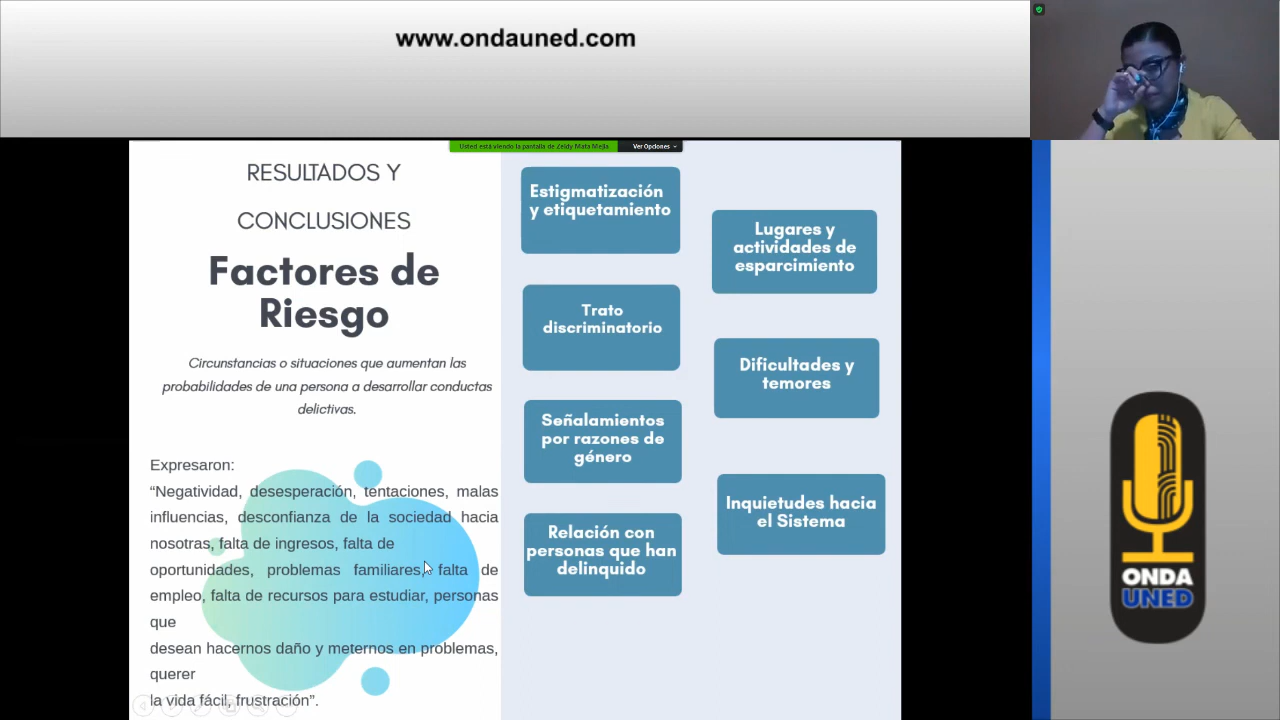 www.ondauned.com
Usted está viendo la pantalla de Zeidy Mata Mejia
Ver Opciones
RESULTADOS Y
CONCLUSIONES
Factores de
Riesgo
Circunstancias o situaciones que aumentan las
probabilidades de una persona a desarrollar conductas
delictivas.
Expresaron:
“Negatividad, desesperación, tentaciones, malas
influencias, desconfianza de la sociedad hacia
nosotras, falta de ingresos, falta de
oportunidades, problemas familiares, falta de
empleo, falta de recursos para estudiar, personas
que
desean hacernos daño y meternos en problemas,
querer
la vida fácil, frustración”.
Estigmatización
y etiquetamiento
Trato
discriminatorio
Señalamientos
por razones de
género
Relación con
personas que han
delinquido
Lugares y
actividades de
esparcimiento
Dificultades y
temores
Inquietudes hacia
el Sistema
ONDA
UNED